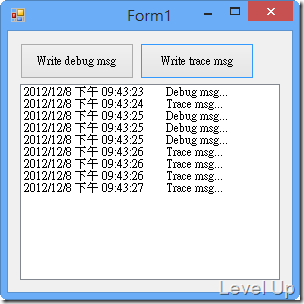 Form1
Write debug msg
Write trace msg
2012/12/8 下午 09:43:23 Debug msg...
2012/12/8 下午 09:43:24 Trace msg...
2012/12/8 下午 09:43:25 Debug msg...
2012/12/8 下午 09:43:25 Debug msg...
2012/12/8 下午 09:43:25 Debug msg...
2012/12/8 下午 09:43:26 Trace msg...
2012/12/8 下午 09:43:26 Trace msg...
2012/12/8 下午 09:43:26 Trace msg...
2012/12/8 下午 09:43:27 Trace msg...
Level Up